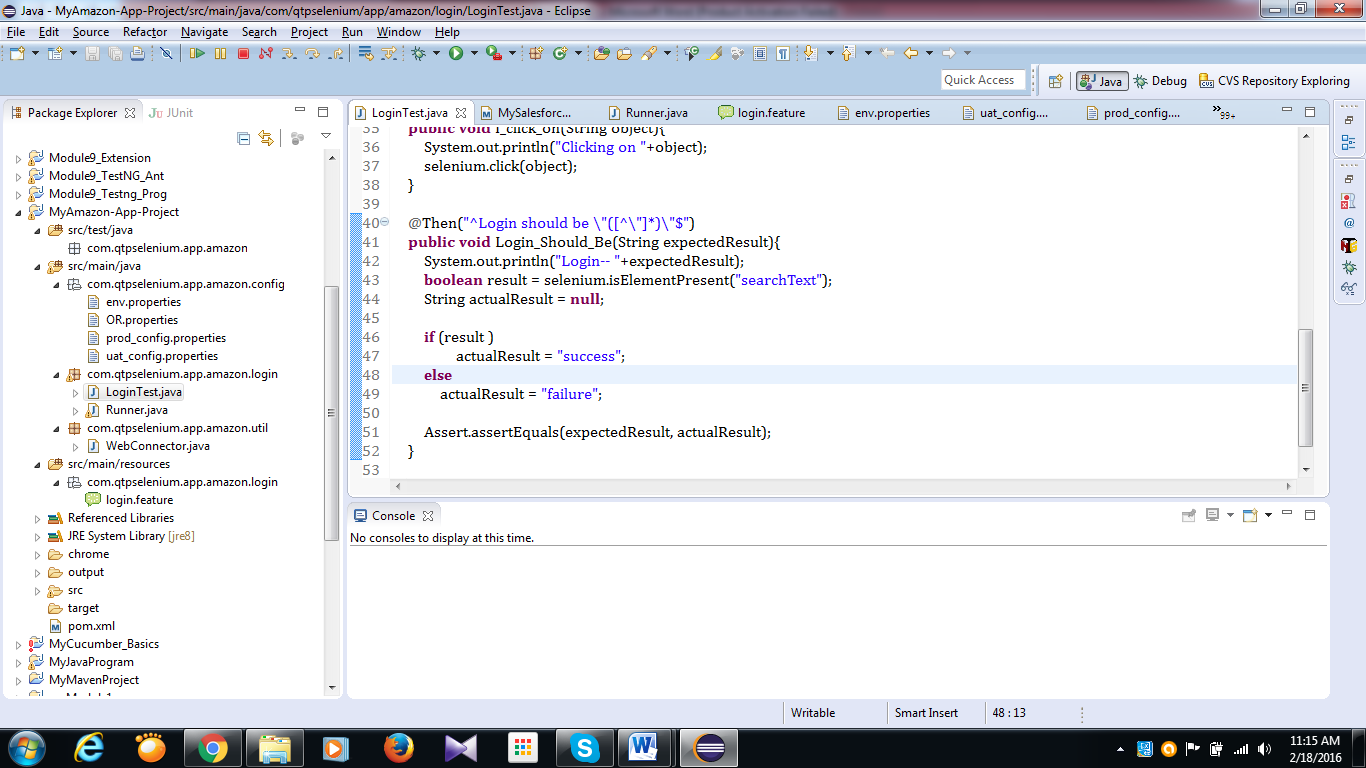 Java - MyAmazon-App-Project/src/main/java/com/qtpselenium/app/amazon/login/LoginTest.java - Eclipse
File Edit Source Refactor Navigate Search Project Run Window Help
Quick Access
Java
Debug
CVS Repository Exploring
Package Explorer
JUnit
Module9_Extension
Module9_TestNG_Ant
Module9_Testng_Prog
MyAmazon-App-Project
src/test/java
com.qtpselenium.app.amazon
src/main/java
com.qtpselenium.app.amazon.config
env.properties
OR.properties
prod_config.properties
uat_config.properties
com.qtpselenium.app.amazon.login
LoginTest.java
Runner.java
com.qtpselenium.app.amazon.util
WebConnector.java
src/main/resources
com.qtpselenium.app.amazon.login
login.feature
Referenced Libraries
JRE System Library [jre8]
chrome
output
src
target
pom.xml
MyCucumber_Basics
MyJavaProgram
MyMavenProject
LoginTest.java
MySalesforc...
Runner.java
login.feature
env.properties
uat_config....
prod_config....
99+
35 public void I_click_on(String object){
36 System.out.println("Clicking on "+object);
37 selenium.click(object);
38 }
39
40 @Then("^Login should be \"([^\"]*)\"$")
41 public void Login_Should_Be(String expectedResult){
42 System.out.println("Login-- "+expectedResult);
43 boolean result = selenium.isElementPresent("searchText");
44 String actualResult = null;
45
46 if (result )
47 actualResult = "success";
48 else
49 actualResult = "failure";
50
51 Assert.assertEquals(expectedResult, actualResult);
52 }
53
Console
No consoles to display at this time.
Writable
Smart Insert
48 : 13
11:15 AM
2/18/2016